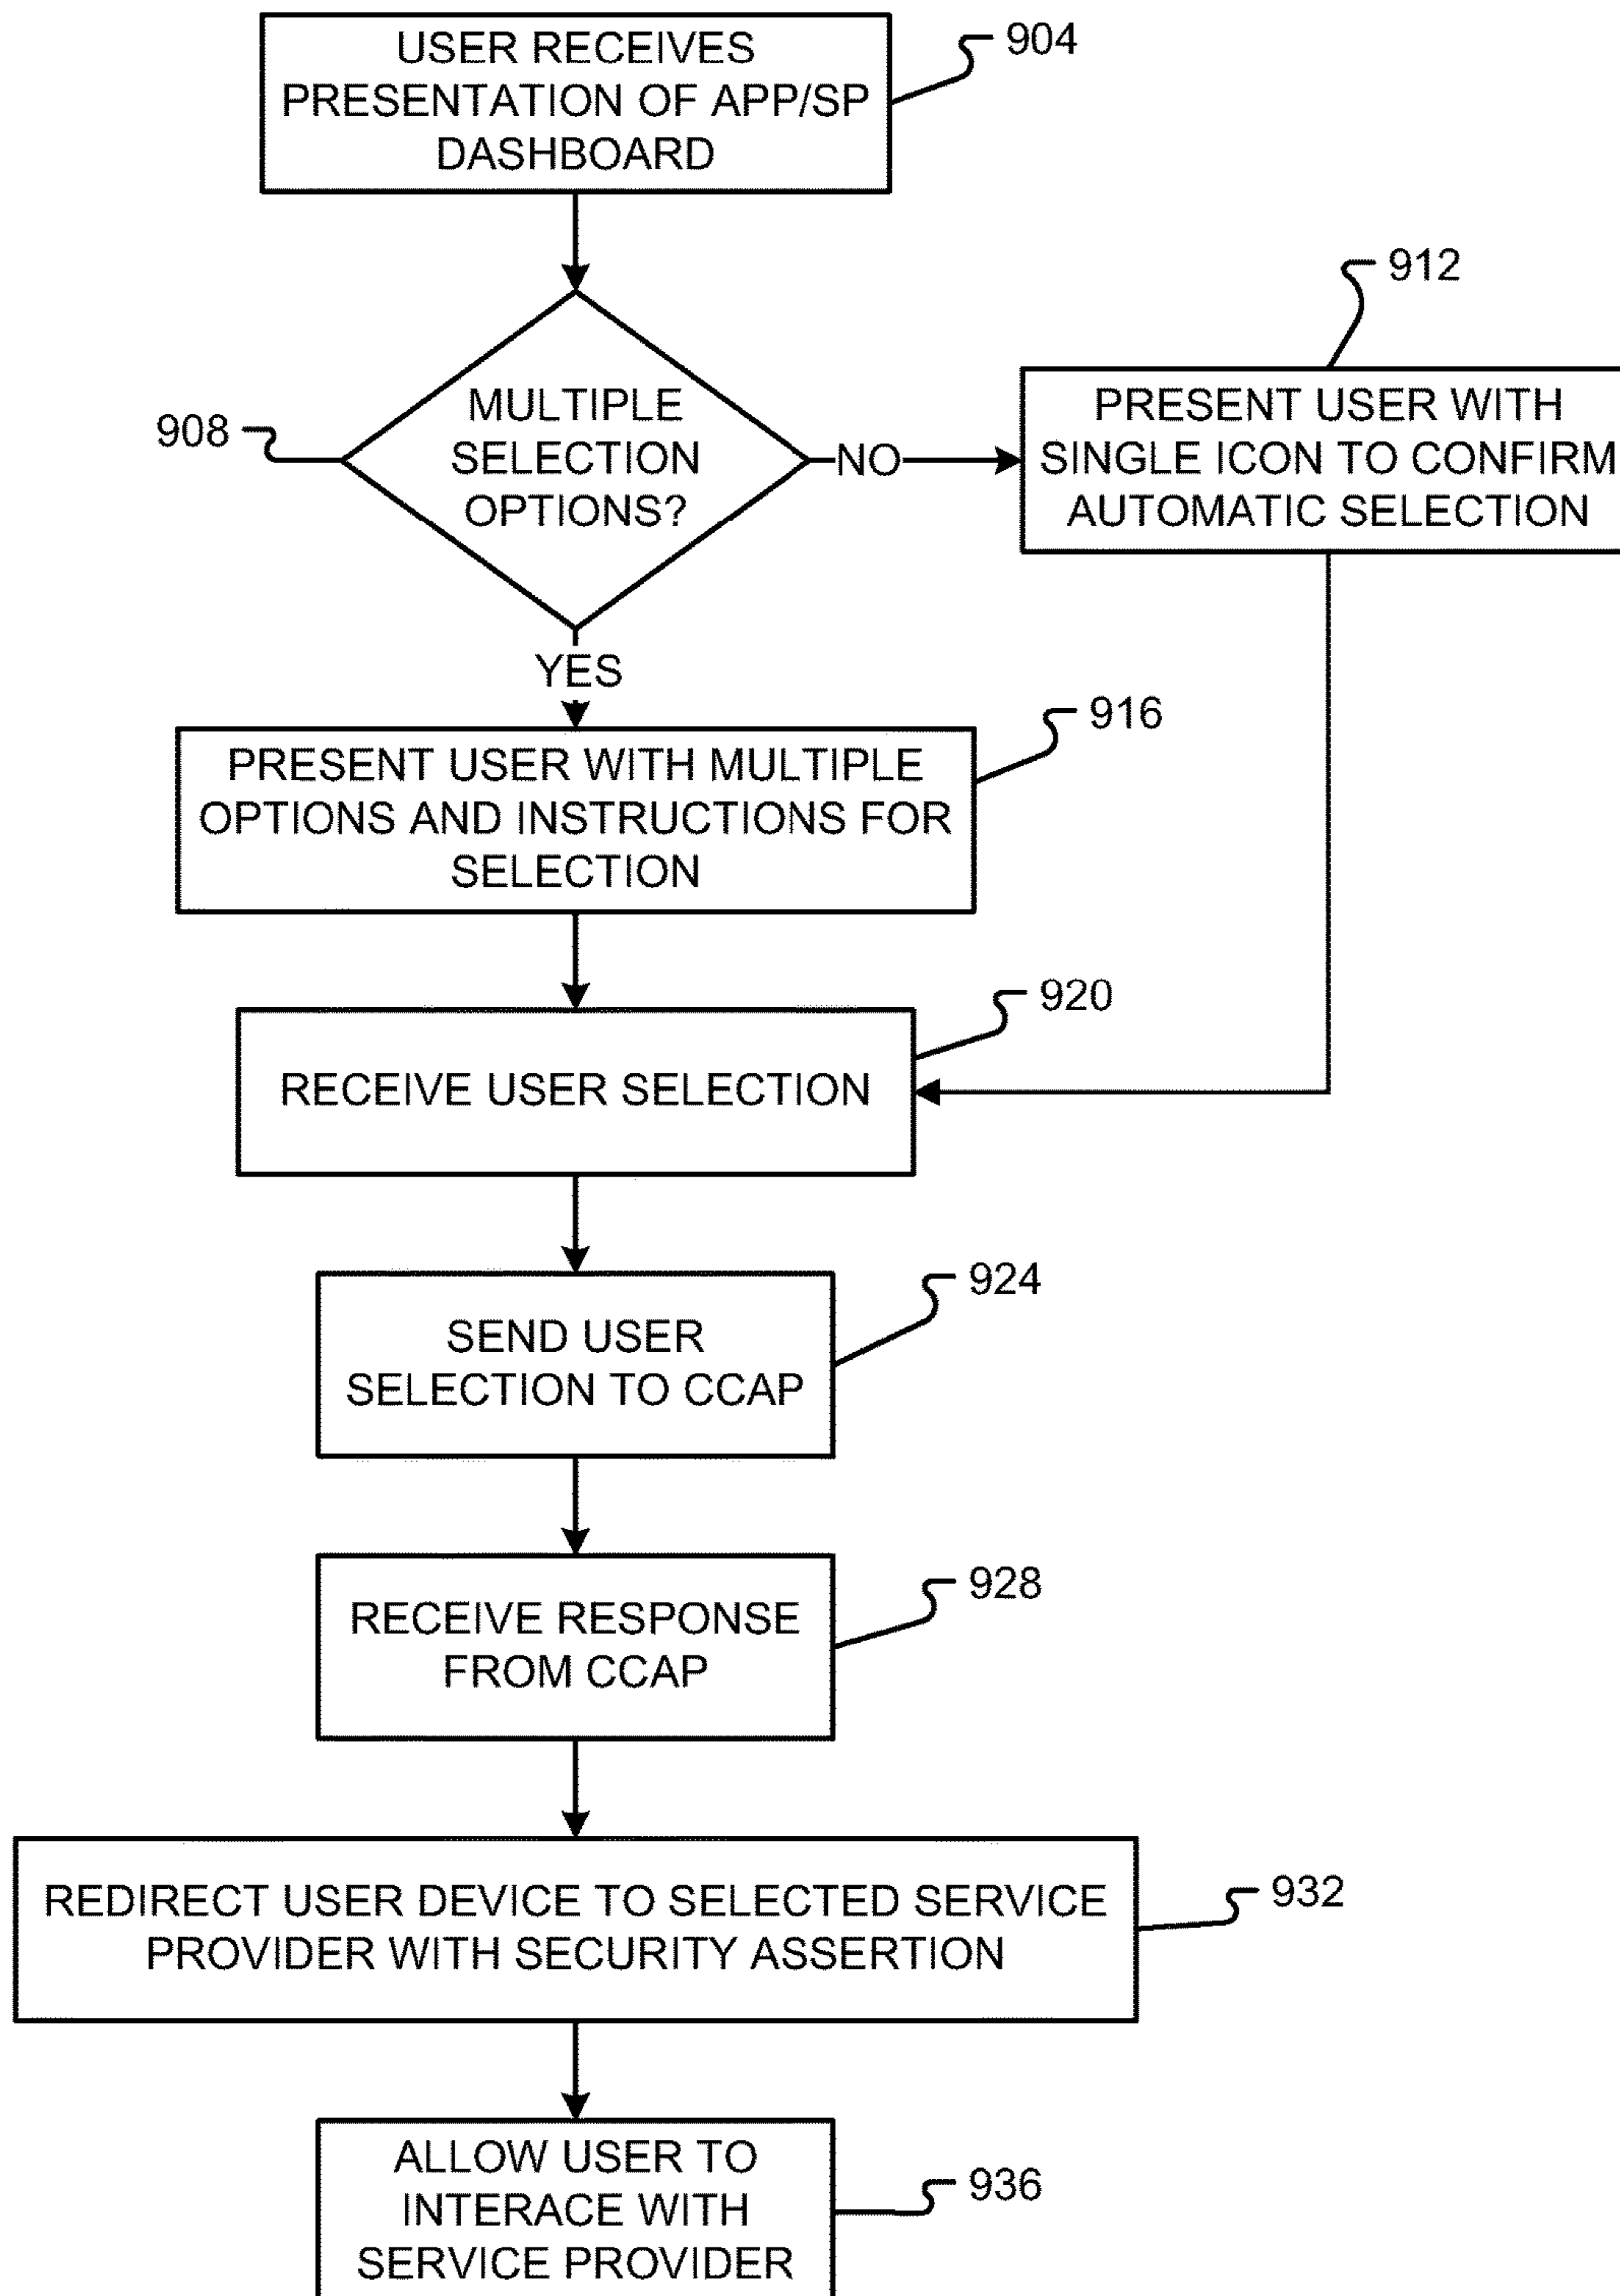 USER RECEIVES
PRESENTATION OF APP/SP
DASHBOARD
904
912
MULTIPLE
SELECTION
OPTIONS?
908
NO
PRESENT USER WITH
SINGLE ICON TO CONFIRM
AUTOMATIC SELECTION
YES
916
PRESENT USER WITH MULTIPLE
OPTIONS AND INSTRUCTIONS FOR
SELECTION
920
RECEIVE USER SELECTION
924
SEND USER
SELECTION TO CCAP
928
RECEIVE RESPONSE
FROM CCAP
932
REDIRECT USER DEVICE TO SELECTED SERVICE
PROVIDER WITH SECURITY ASSERTION
936
ALLOW USER TO
INTERACE WITH
SERVICE PROVIDER